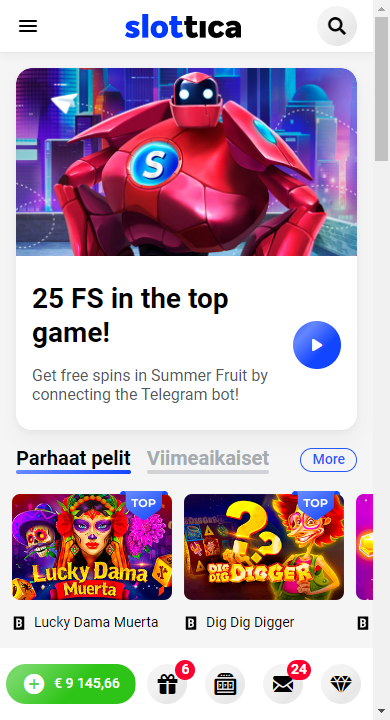 slottica
S
25 FS in the top
game!
Get free spins in Summer Fruit by
connecting the Telegram bot!
Parhaat pelit Viimeaikaiset More
TOP TOP
Lucky Dama
Muerta
DIG
DIG DIGGER
B Lucky Dama Muerta B Dig Dig Digger B
€ 9 145,66 6 24